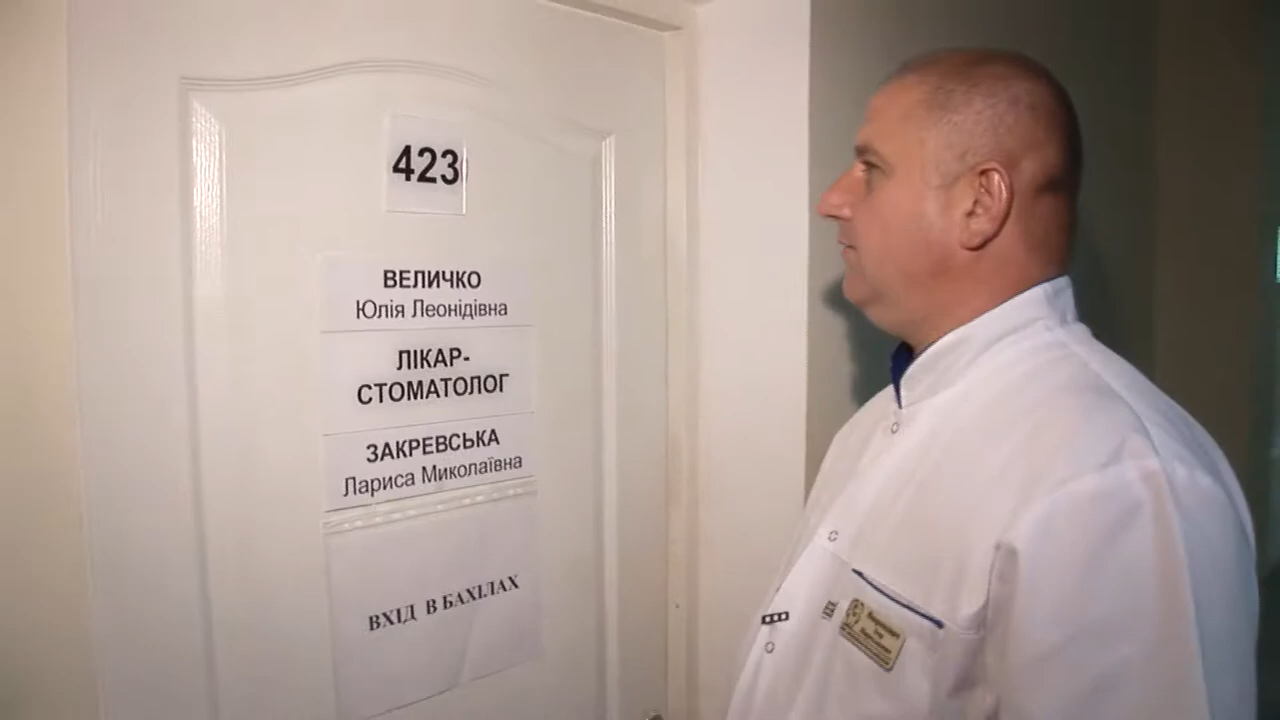 423
ВЕЛИЧКО
Юлія Леонідівна
ЛІКАР-
СТОМАТОЛОГ
ЗАКРЕВСЬКА
Лариса Миколаївна
ВХІД В БАХІЛАХ